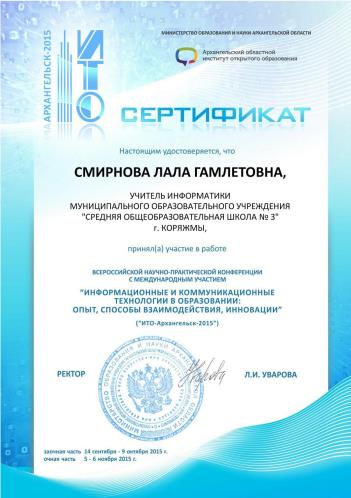 МИНИСТЕРСТВО ОБРАЗОВАНИЯ И НАУКИ АРХАНГЕЛЬСКОЙ ОБЛАСТИ
Архангельский областной
институт открытого образования
АРХАНГЕЛЬСК-2015
ИТО
СЕРТИФИКАТ
Настоящим удостоверяется, что
СМИРНОВА ЛАЛА ГАМЛЕТОВНА,
УЧИТЕЛЬ ИНФОРМАТИКИ
МУНИЦИПАЛЬНОГО ОБРАЗОВАТЕЛЬНОГО УЧРЕЖДЕНИЯ
"СРЕДНЯЯ ОБЩЕОБРАЗОВАТЕЛЬНАЯ ШКОЛА № 3"
г. КОРЯЖМЫ,
принял(а) участие в работе
ВСЕРОССИЙСКОЙ НАУЧНО-ПРАКТИЧЕСКОЙ КОНФЕРЕНЦИИ
С МЕЖДУНАРОДНЫМ УЧАСТИЕМ
"ИНФОРМАЦИОННЫЕ И КОММУНИКАЦИОННЫЕ
ТЕХНОЛОГИИ В ОБРАЗОВАНИИ:
ОПЫТ, СПОСОБЫ ВЗАИМОДЕЙСТВИЯ, ИННОВАЦИИ"
("ИТО-Архангельск-2015")
РЕКТОР
Л.И. УВАРОВА
заочная часть 14 сентября - 9 октября 2015 г.
очная часть 5 - 6 ноября 2015 г.